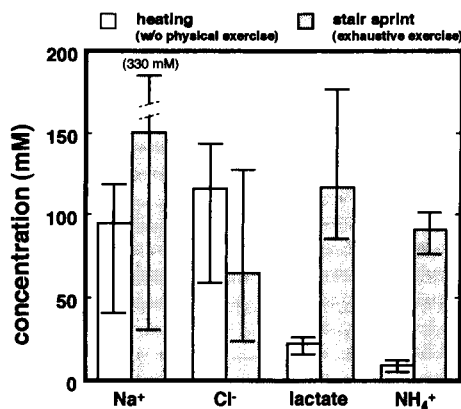 heating
(w/o physical exercise)
stair sprint
(exhaustive exercise)
concentration (mM)
200
150
100
50
0
(330 mM)
Na⁺
Cl⁻
lactate
NH₄⁺